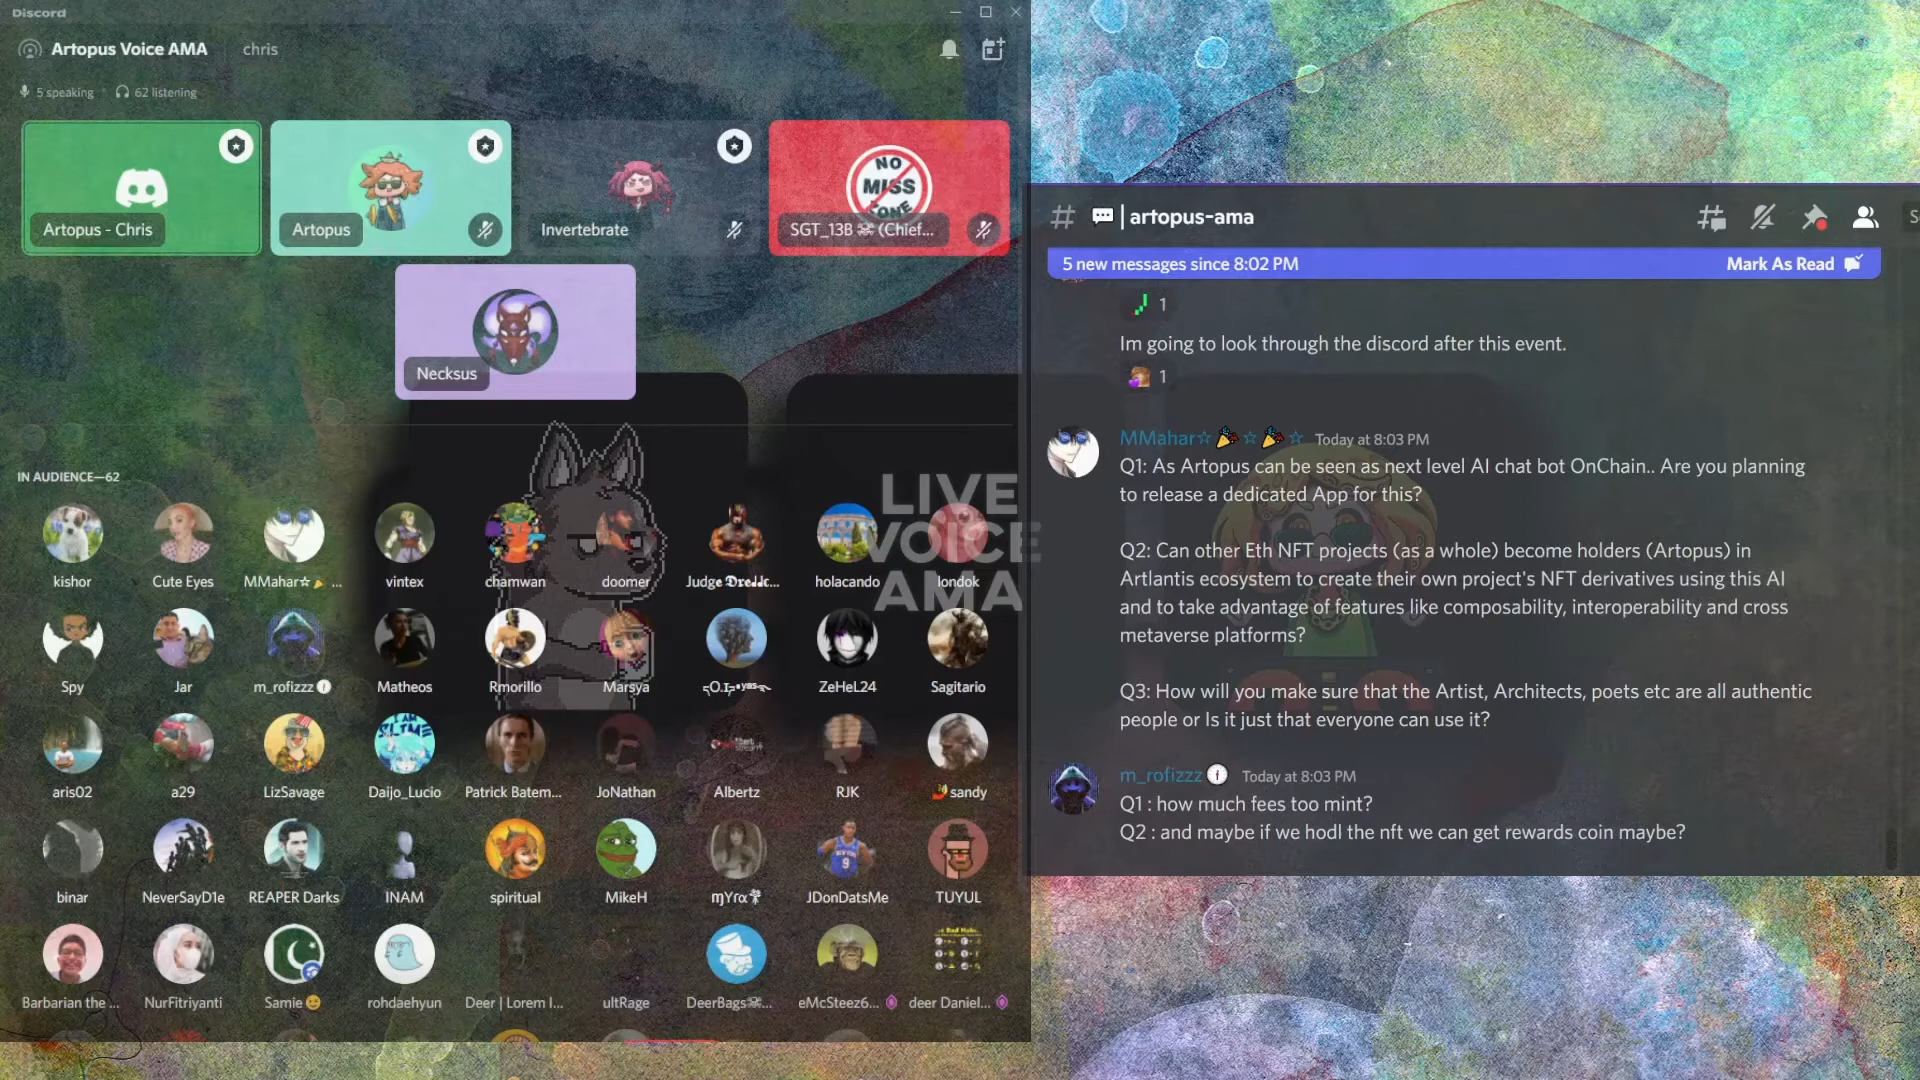 Discord
Artopus Voice AMA chris
5 speaking 62 listening
Artopus - Chris
Artopus
Invertebrate
NO
MISS
SGT_13B ☠ (Chief...
Necksus
IN AUDIENCE—62
LIVE
VOICE
AMA
kishor
Cute Eyes
MMahar☆🎉 ...
vintex
chamwan
doomer
Judge
holacando
londok
Spy
Jar
m_rofizzz
Matheos
Rmorillo
Marsya
ZeHeL24
Sagitario
aris02
a29
LizSavage
I AM
SLIME
Daijo_Lucio
Patrick Batem...
JoNathan
Albertz
RJK
🌶sandy
binar
NeverSayD1e
REAPER Darks
INAM
spiritual
MikeH
ɱYrα
NEW YORK
9
JDonDatsMe
TUYUL
Barbarian the ...
NurFitriyanti
Samie😉
rohdaehyun
Deer | Lorem I...
ultRage
DeerBags☠...
eMcSteez6...
deer Daniel...
# 💬 | artopus-ama
5 new messages since 8:02 PM Mark As Read
1
Im going to look through the discord after this event.
1
MMahar☆🎉☆🎉☆ Today at 8:03 PM
Q1: As Artopus can be seen as next level AI chat bot OnChain.. Are you planning
to release a dedicated App for this?
Q2: Can other Eth NFT projects (as a whole) become holders (Artopus) in
Artlantis ecosystem to create their own project's NFT derivatives using this AI
and to take advantage of features like composability, interoperability and cross
metaverse platforms?
Q3: How will you make sure that the Artist, Architects, poets etc are all authentic
people or Is it just that everyone can use it?
m_rofizzz Today at 8:03 PM
Q1 : how much fees too mint?
Q2 : and maybe if we hodl the nft we can get rewards coin maybe?